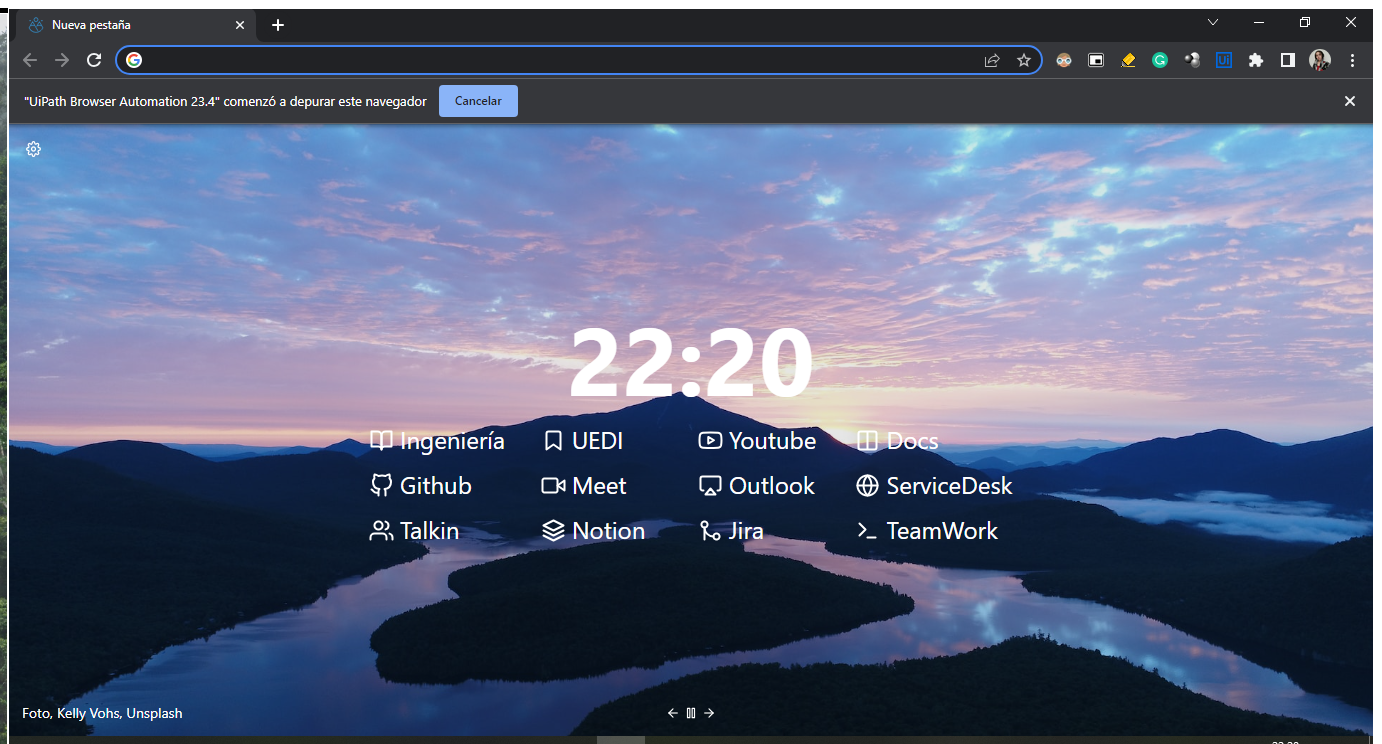 Nueva pestaña
"UiPath Browser Automation 23.4" comenzó a depurar este navegador Cancelar
22:20
Ingeniería UEDI Youtube Docs
Github Meet Outlook ServiceDesk
Talkin Notion Jira TeamWork
Foto, Kelly Vohs, Unsplash